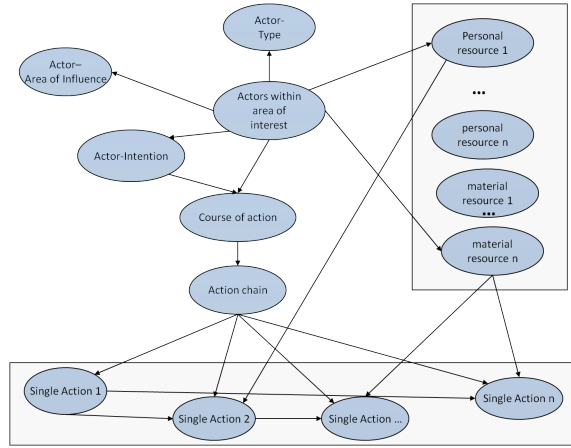 Actor-
Type
Actor–
Area of Influence
Actors within
area of
interest
Actor-Intention
Course of action
Action chain
Personal
resource 1
...
personal
resource n
material
resource 1
...
material
resource n
Single Action 1
Single Action 2
Single Action ...
Single Action n